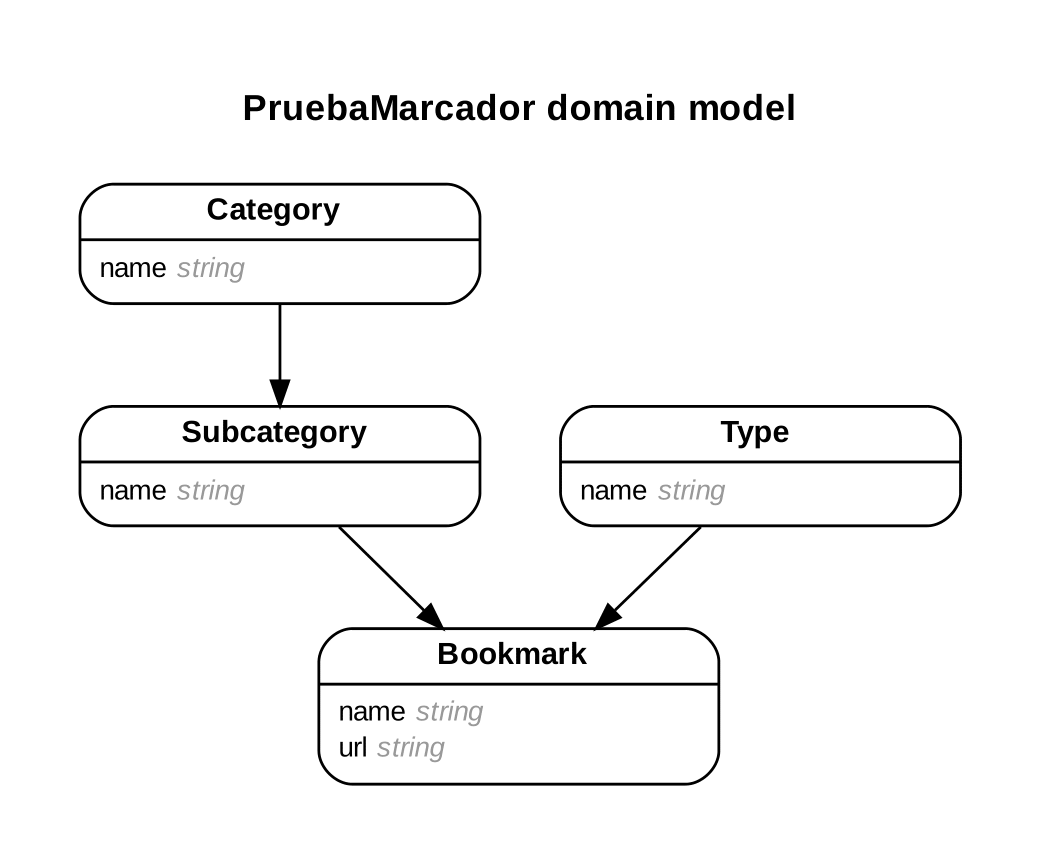 PruebaMarcador domain model
Category
name string
Subcategory
name string
Type
name string
Bookmark
name string
url string